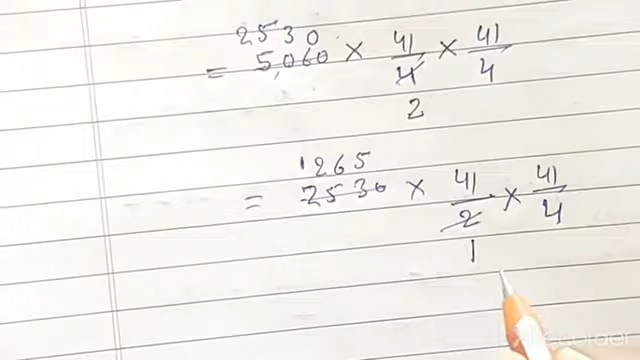 2530
= 5,060 × 41/4 × 41/4
2
1265
= 2530 × 41/2 × 41/4
1